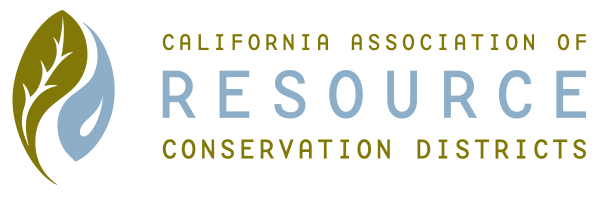 CALIFORNIA ASSOCIATION OF
RESOURCE
CONSERVATION DISTRICTS